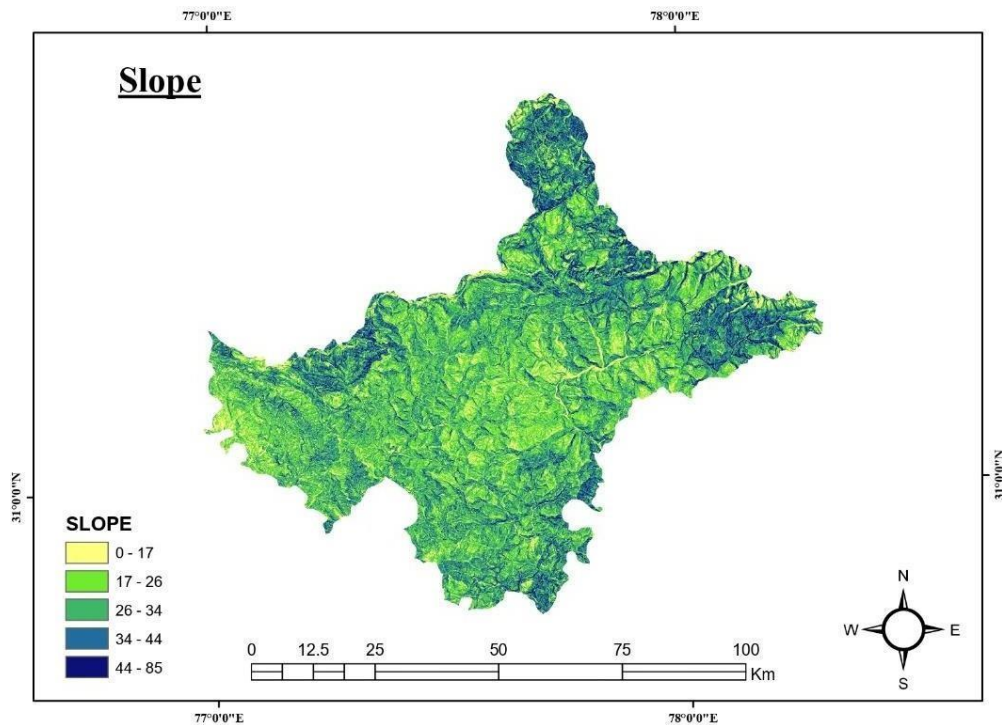 77°0'0"E
78°0'0"E
Slope
31°0'0"N
31°0'0"N
SLOPE
0 - 17
17 - 26
26 - 34
34 - 44
44 - 85
0 12.5 25 50 75 100
Km
N
W
E
S
77°0'0"E
78°0'0"E